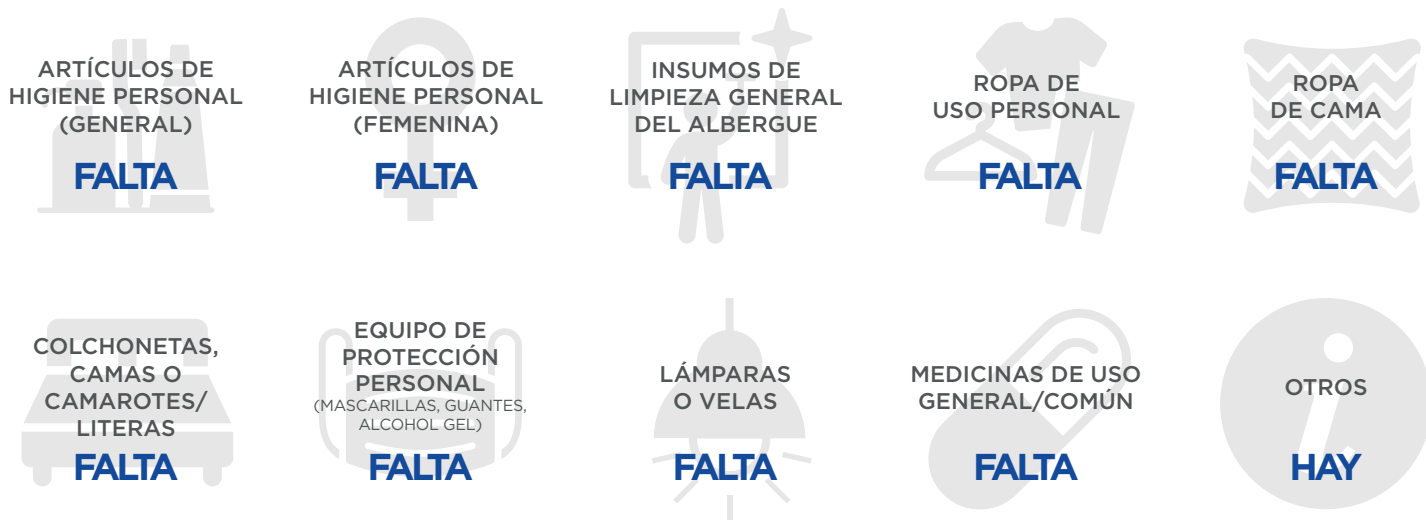 ARTÍCULOS DE
HIGIENE PERSONAL
(GENERAL)
FALTA
ARTÍCULOS DE
HIGIENE PERSONAL
(FEMENINA)
FALTA
INSUMOS DE
LIMPIEZA GENERAL
DEL ALBERGUE
FALTA
ROPA DE
USO PERSONAL
FALTA
ROPA
DE CAMA
FALTA
COLCHONETAS,
CAMAS O
CAMAROTES/
LITERAS
FALTA
EQUIPO DE
PROTECCIÓN
PERSONAL
(MASCARILLAS, GUANTES,
ALCOHOL GEL)
FALTA
LÁMPARAS
O VELAS
FALTA
MEDICINAS DE USO
GENERAL/COMÚN
FALTA
OTROS
HAY